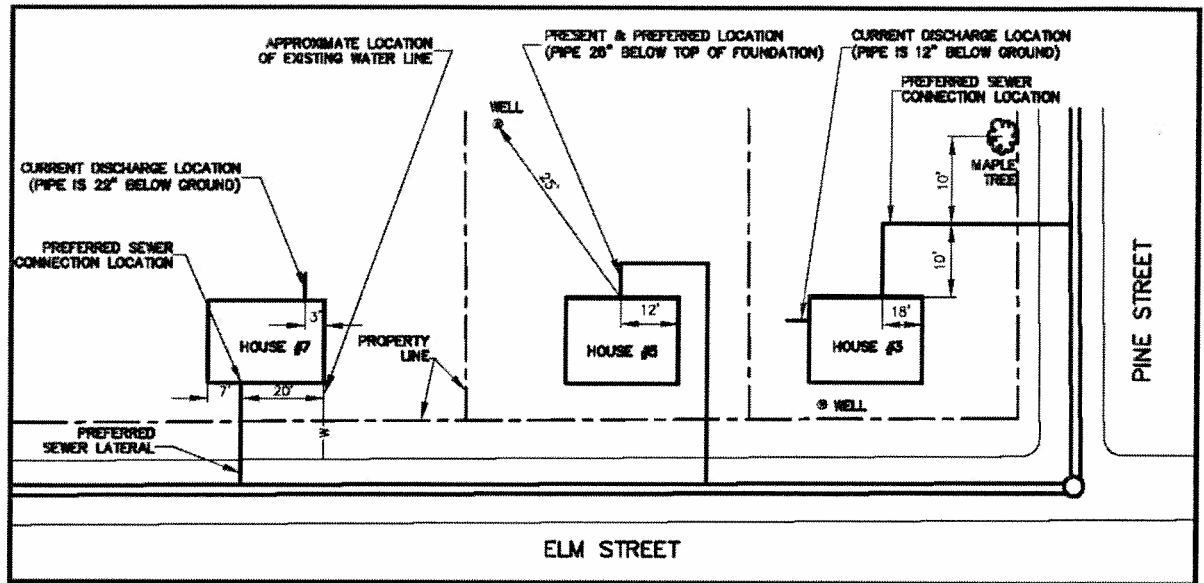 APPROXIMATE LOCATION
OF EXISTING WATER LINE
PRESENT & PREFERRED LOCATION
(PIPE 26" BELOW TOP OF FOUNDATION)
CURRENT DISCHARGE LOCATION
(PIPE IS 12" BELOW GROUND)
PREFERRED SEWER
CONNECTION LOCATION
WELL
MAPLE
TREE
10'
25'
CURRENT DISCHARGE LOCATION
(PIPE IS 22" BELOW GROUND)
PREFERRED SEWER
CONNECTION LOCATION
10'
3'
HOUSE #7
12'
HOUSE #5
18'
HOUSE #3
PINE STREET
PROPERTY
LINE
7'
20'
WELL
W
PREFERRED
SEWER LATERAL
ELM STREET